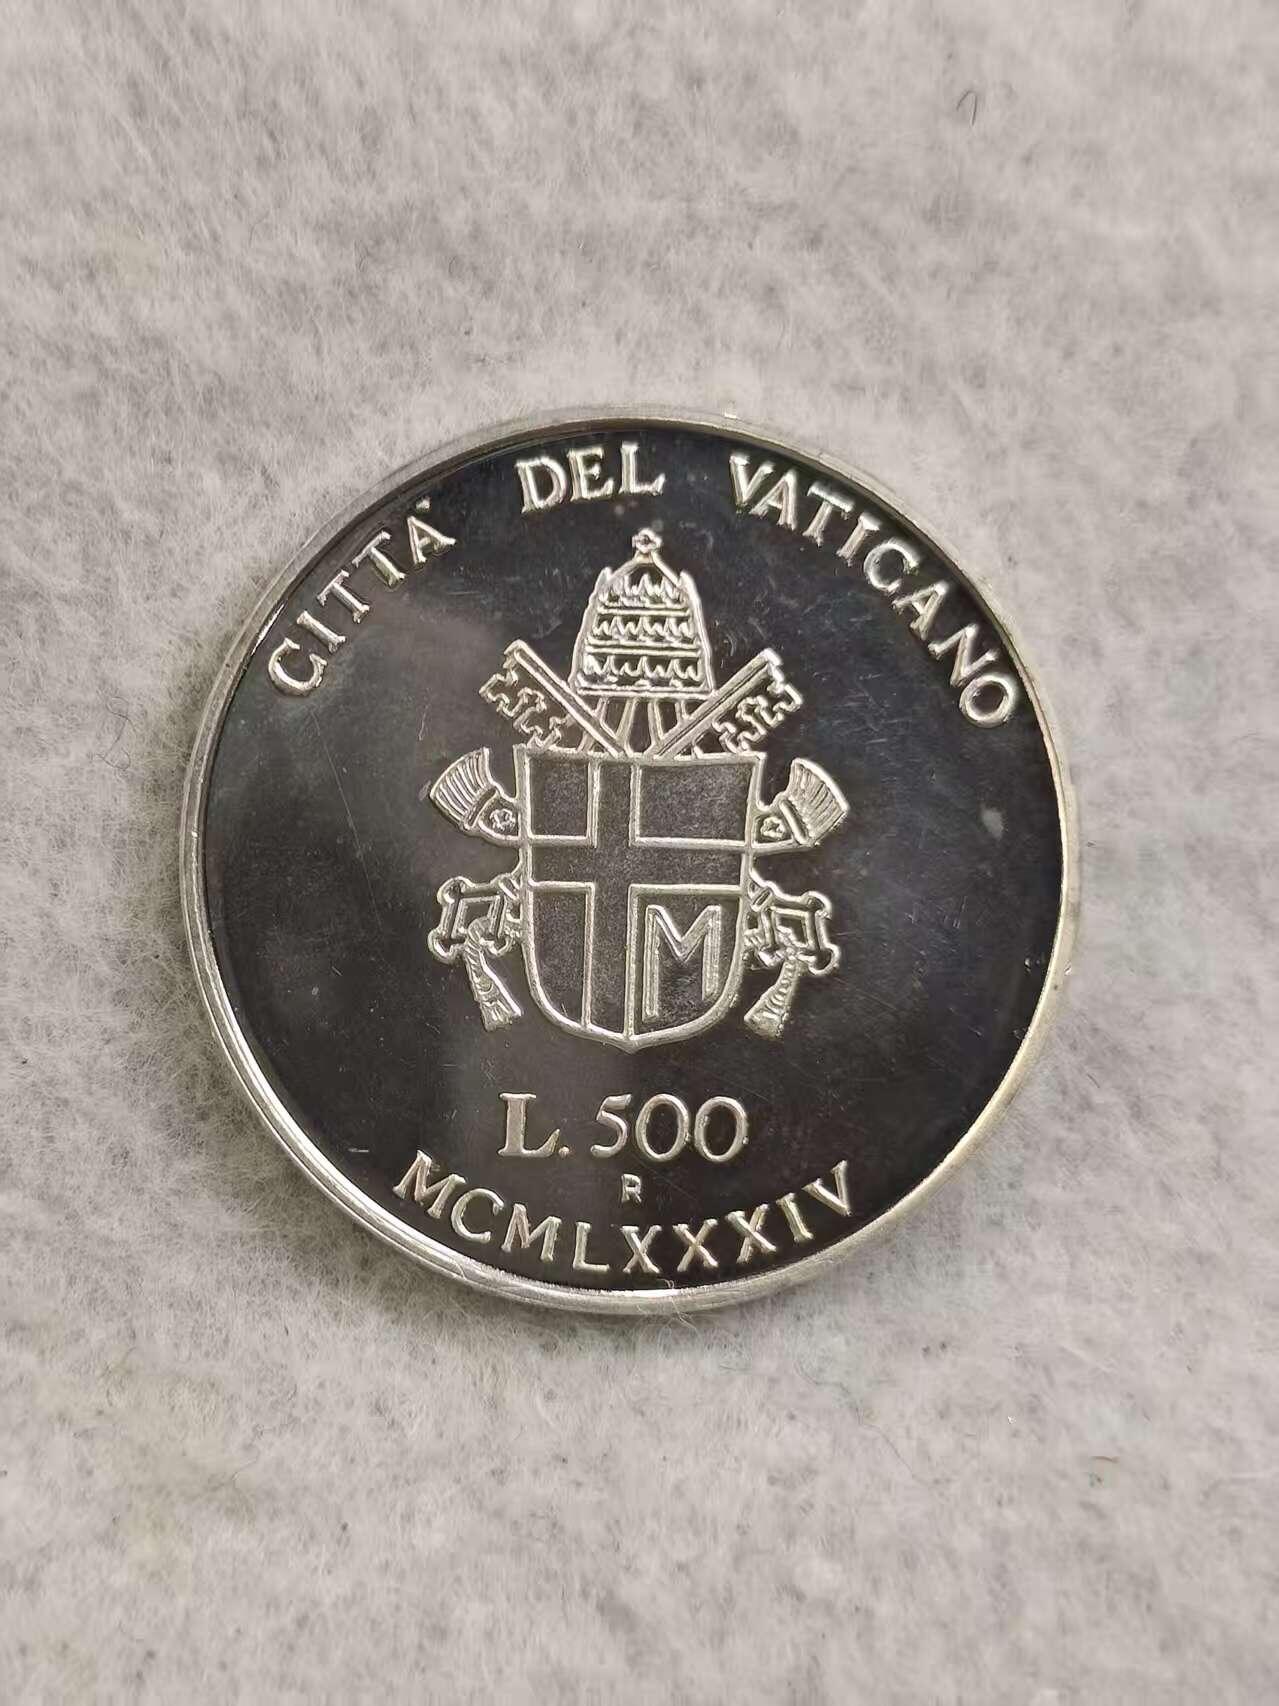 CITTA' DEL VATICANO
M
L. 500
R
MCMLXXXIV